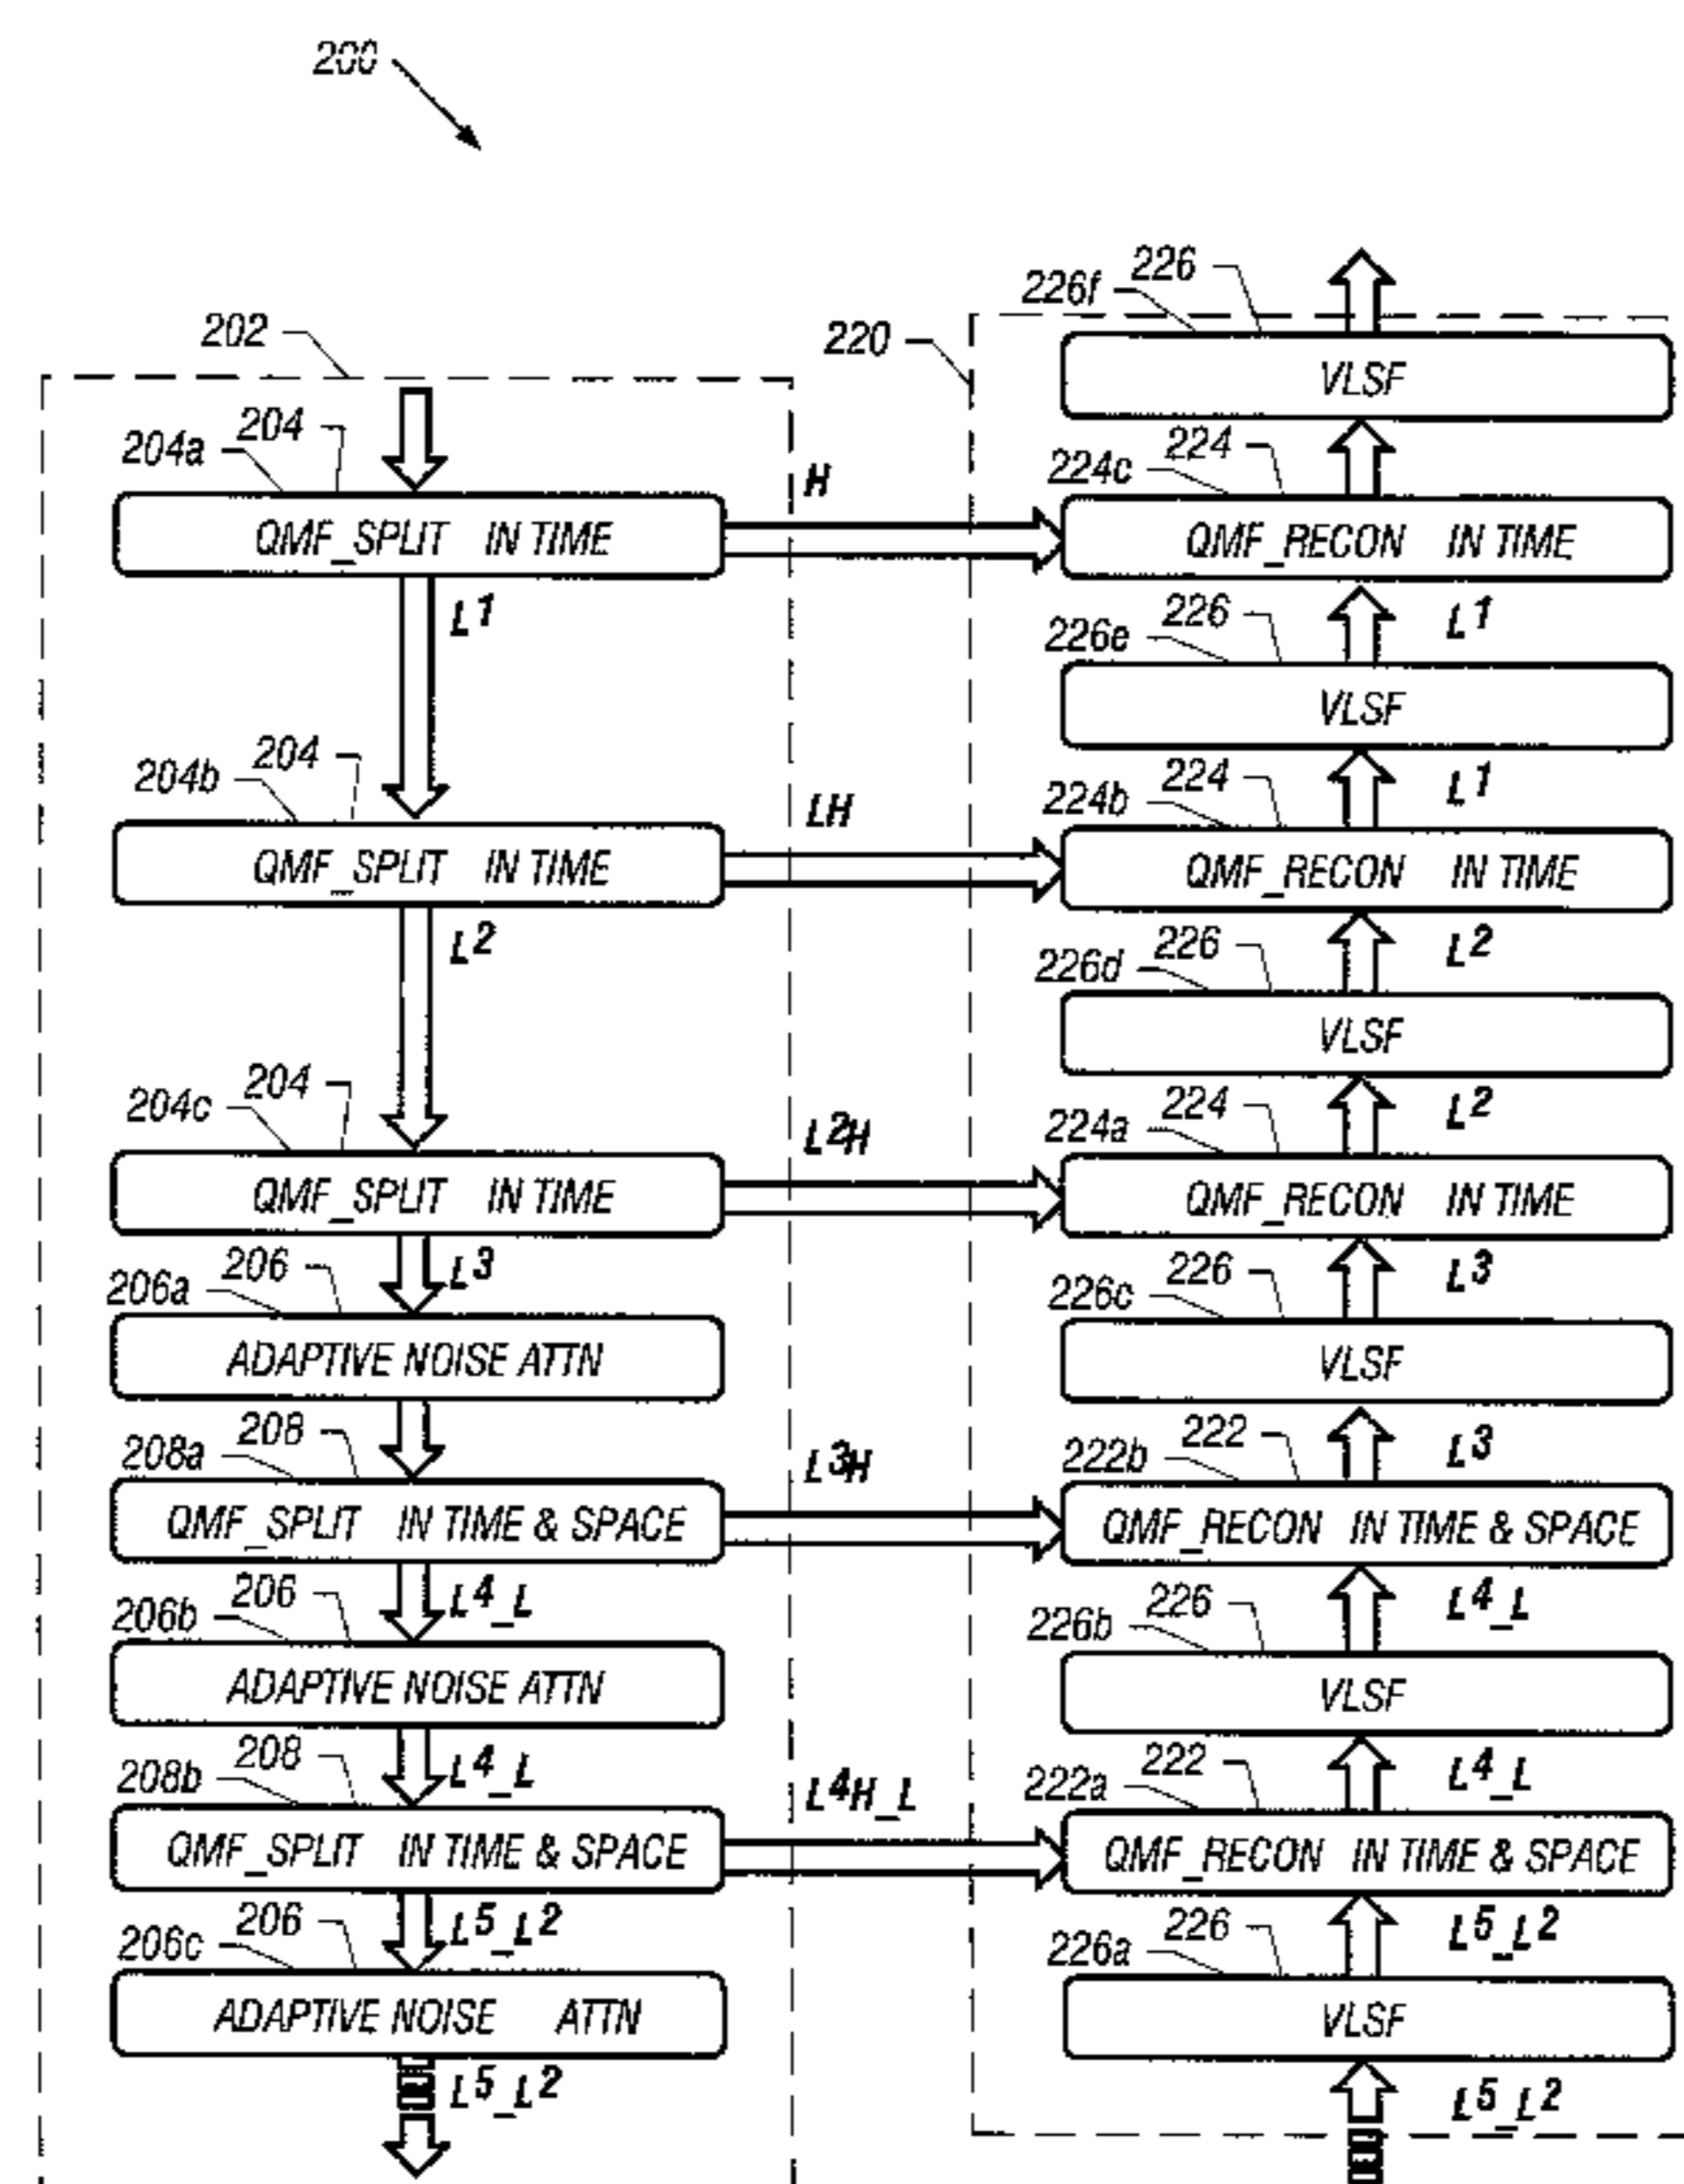 200
202
204a 204
QMF_SPLIT IN TIME
H
L1
204b 204
QMF_SPLIT IN TIME
LH
L2
204c 204
QMF_SPLIT IN TIME
L2H
L3
206a 206
ADAPTIVE NOISE ATTN
208a 208
QMF_SPLIT IN TIME & SPACE
L3H
L4_L
206b 206
ADAPTIVE NOISE ATTN
L4_L
208b 208
QMF_SPLIT IN TIME & SPACE
L4H_L
L5_L2
206c 206
ADAPTIVE NOISE ATTN
L5_L2
220
226f 226
VLSF
224c 224
QMF_RECON IN TIME
L1
226e 226
VLSF
L1
224b 224
QMF_RECON IN TIME
L2
226d 226
VLSF
L2
224a 224
QMF_RECON IN TIME
L3
226c 226
VLSF
L3
222b 222
QMF_RECON IN TIME & SPACE
L4_L
226b 226
VLSF
L4_L
222a 222
QMF_RECON IN TIME & SPACE
L5_L2
226a 226
VLSF
L5_L2